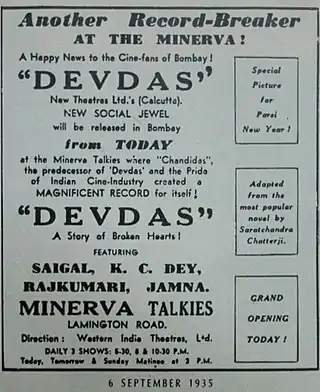 Another Record-Breaker
AT THE MINERVA!
A Happy News to the Cine-fans of Bombay!
"DEVDAS"
New Theatres Ltd.'s (Calcutta).
NEW SOCIAL JEWEL
will be released in Bombay
from TODAY
at the Minerva Talkies where "Chandidas",
the predecessor of 'Devdas' and the Pride
of Indian Cine-Industry created a
MAGNIFICENT RECORD for itself!
"DEVDAS"
A Story of Broken Hearts!
FEATURING
SAIGAL, K. C. DEY,
RAJKUMARI, JAMNA.
MINERVA TALKIES
LAMINGTON ROAD.
Direction: Western India Theatres, Ltd.
DAILY 3 SHOWS: 5-30, 8 & 10-30 P.M.
Today, Tomorrow & Sunday Matinee at 3 P.M.
Special
Picture
for
Parsi
New Year!
Adapted
from the
most popular
novel by
Saratchandra
Chatterji.
GRAND
OPENING
TODAY!
6 SEPTEMBER 1935